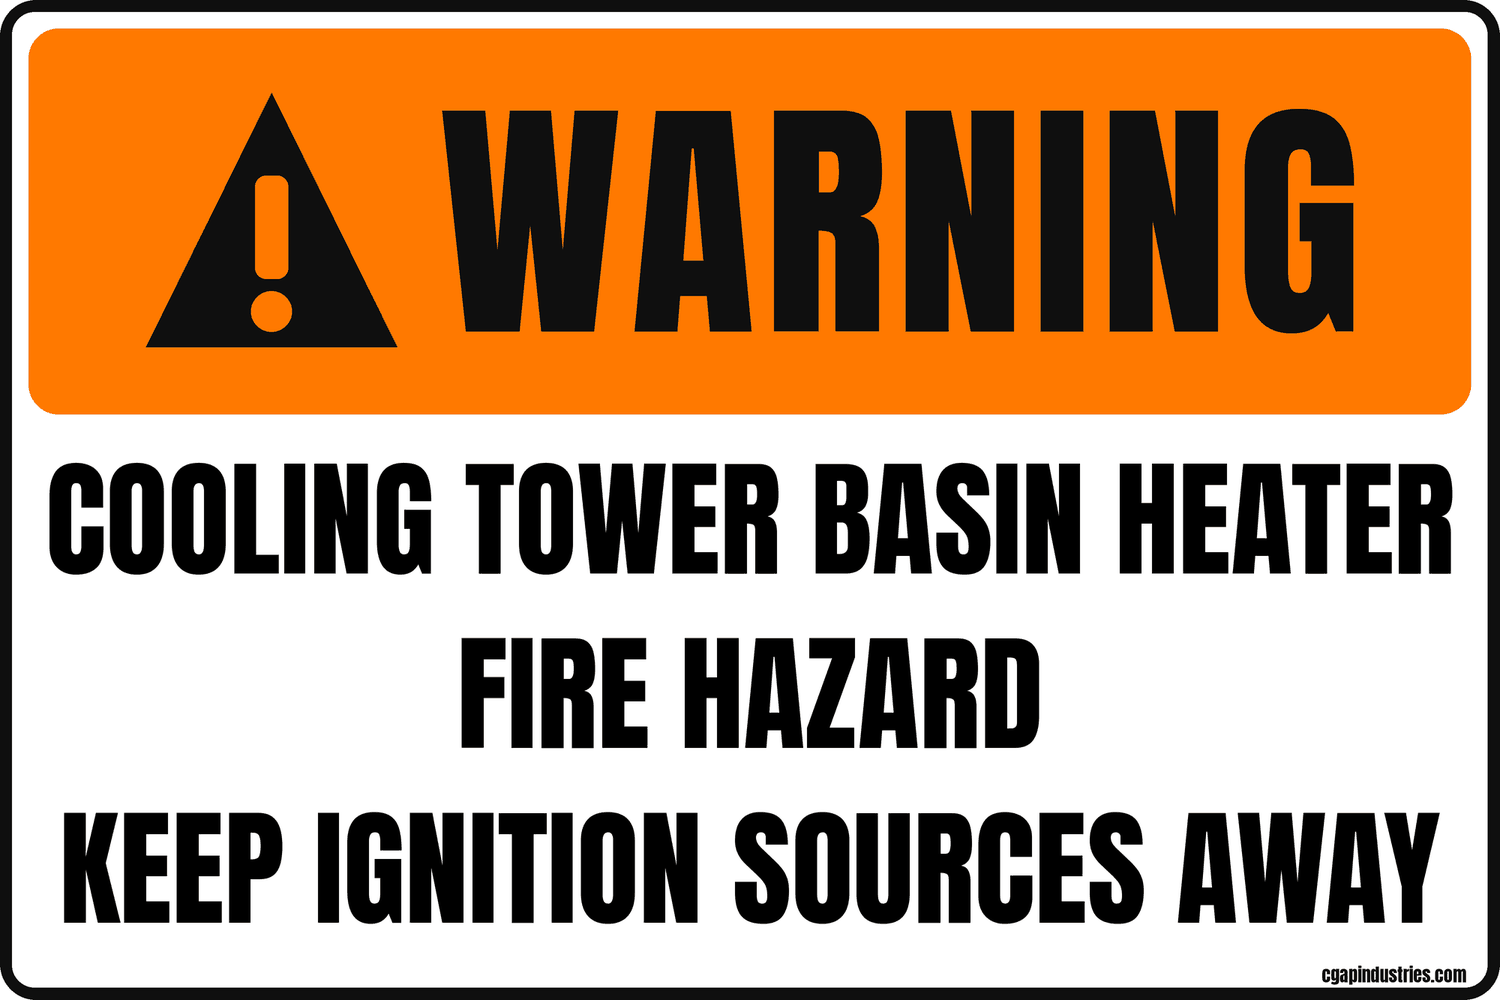 WARNING
COOLING TOWER BASIN HEATER
FIRE HAZARD
KEEP IGNITION SOURCES AWAY
cgapindustries.com